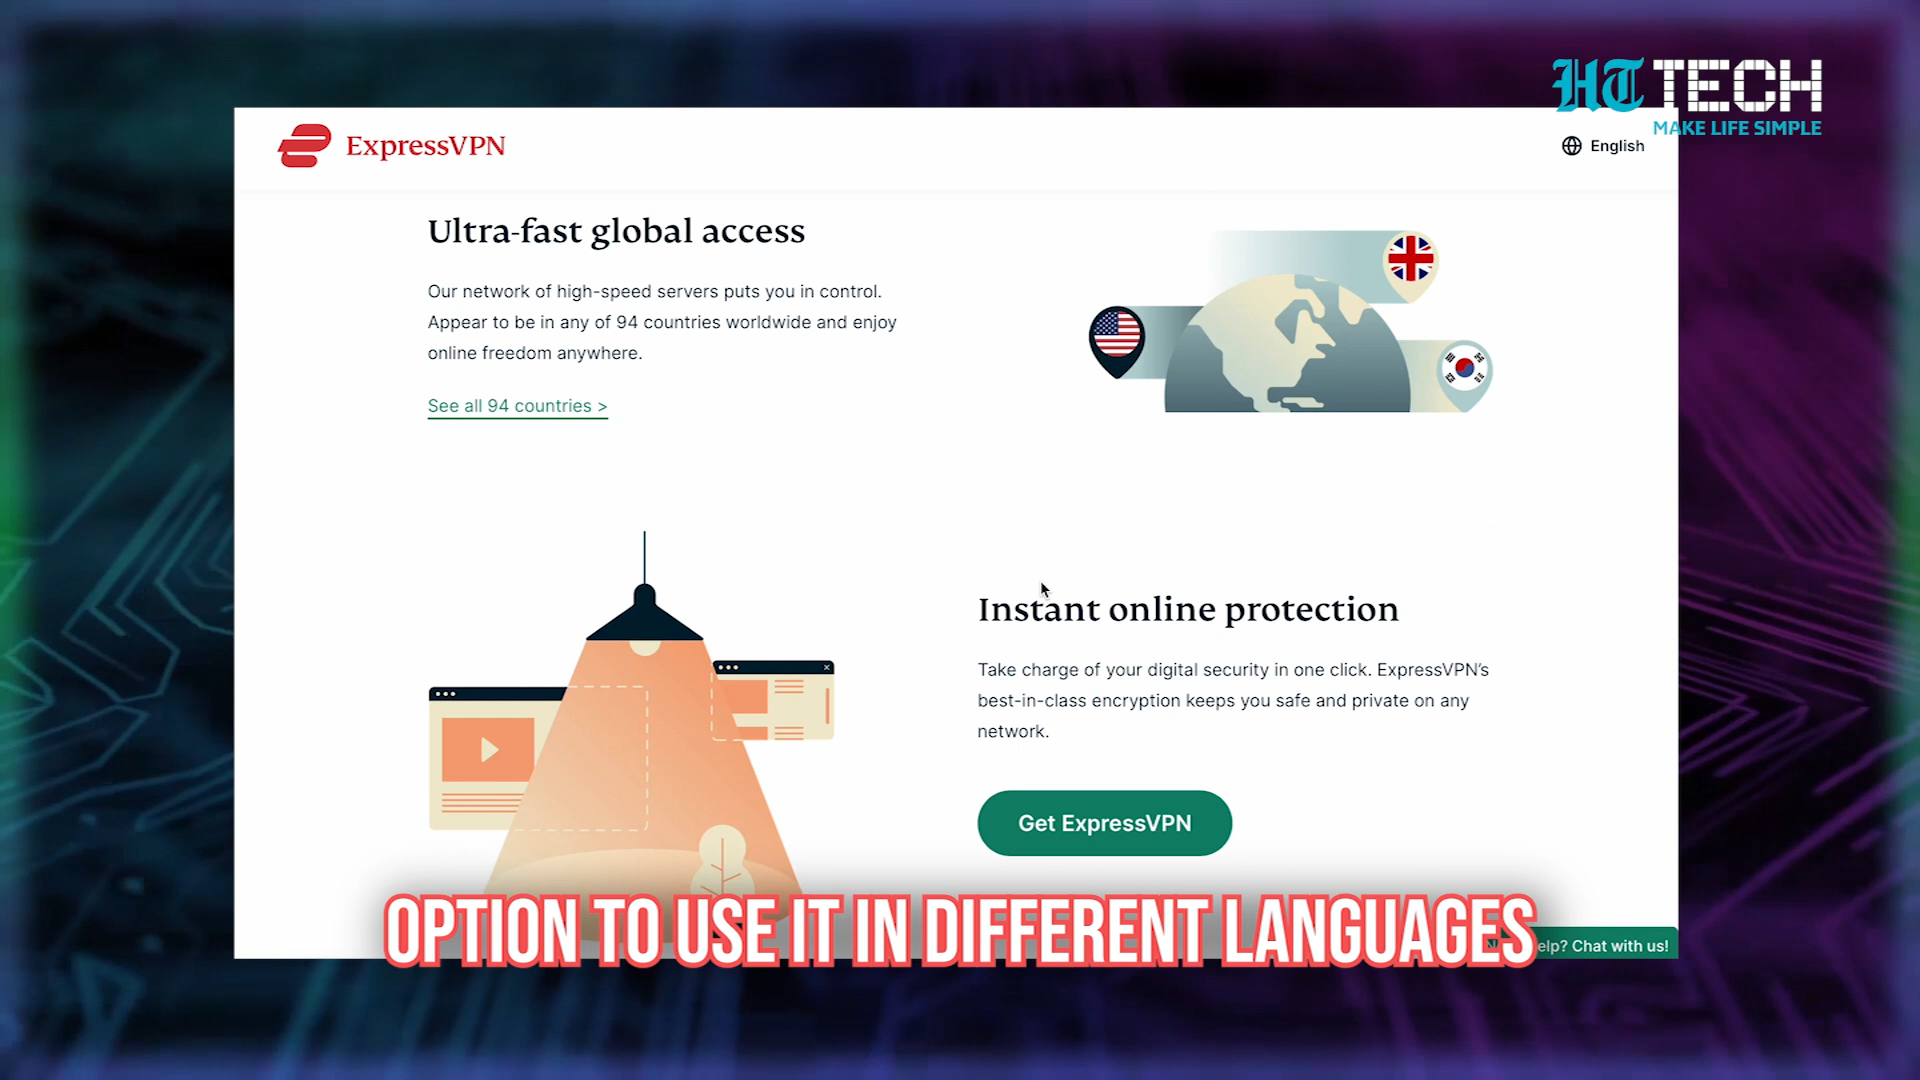 HT TECH
MAKE LIFE SIMPLE
ExpressVPN
English
Ultra-fast global access
Our network of high-speed servers puts you in control.
Appear to be in any of 94 countries worldwide and enjoy
online freedom anywhere.
See all 94 countries >
Instant online protection
Take charge of your digital security in one click. ExpressVPN’s
best-in-class encryption keeps you safe and private on any
network.
Get ExpressVPN
OPTION TO USE IT IN DIFFERENT LANGUAGES
Chat with us!